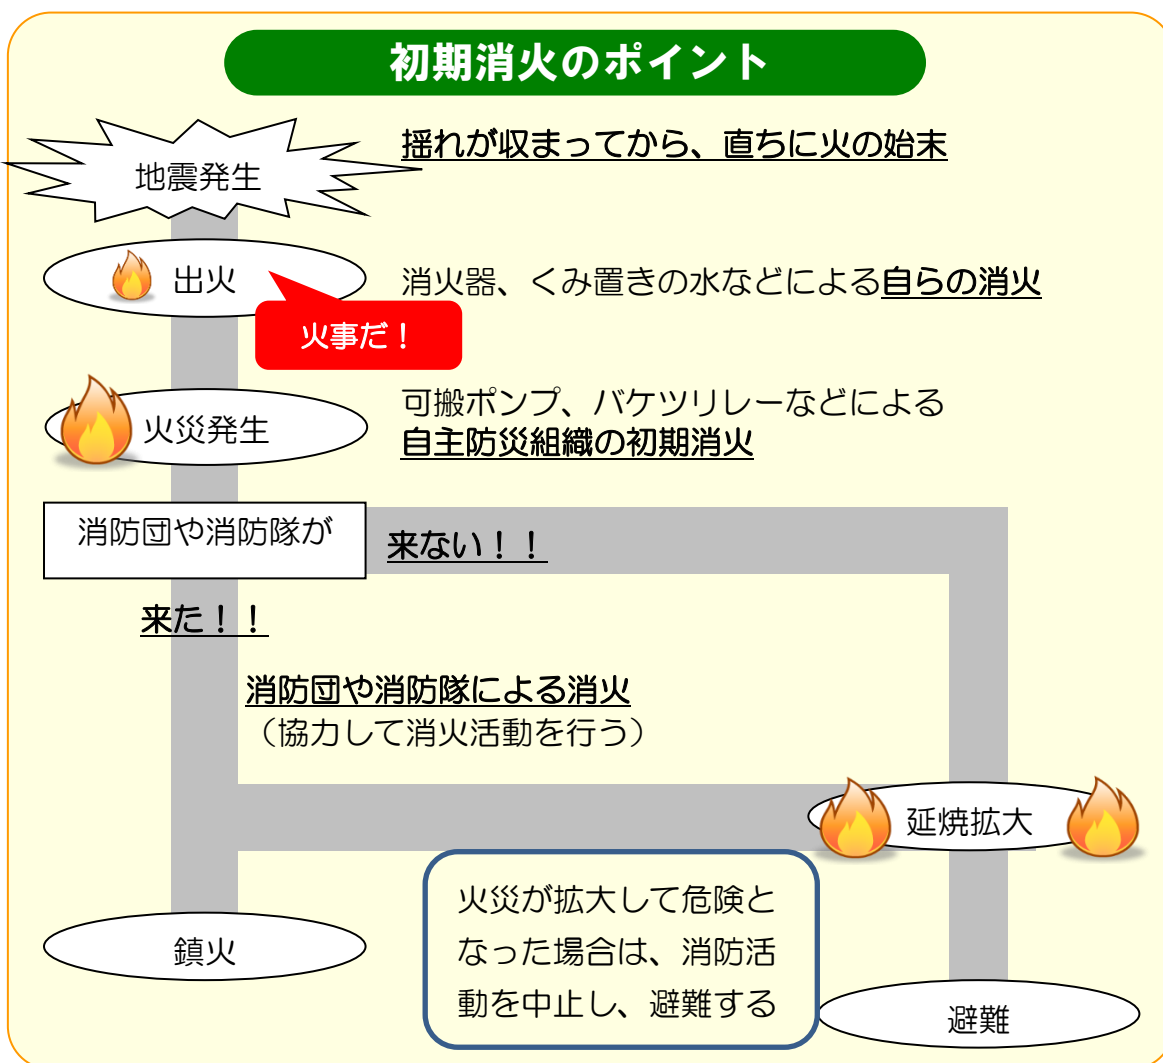 初期消火のポイント
地震発生
揺れが収まってから、直ちに火の始末
出火
消火器、くみ置きの水などによる自らの消火
火事だ！
火災発生
可搬ポンプ、バケツリレーなどによる
自主防災組織の初期消火
消防団や消防隊が
来ない！！
来た！！
消防団や消防隊による消火
（協力して消火活動を行う）
延焼拡大
火災が拡大して危険と
なった場合は、消防活
動を中止し、避難する
鎮火
避難